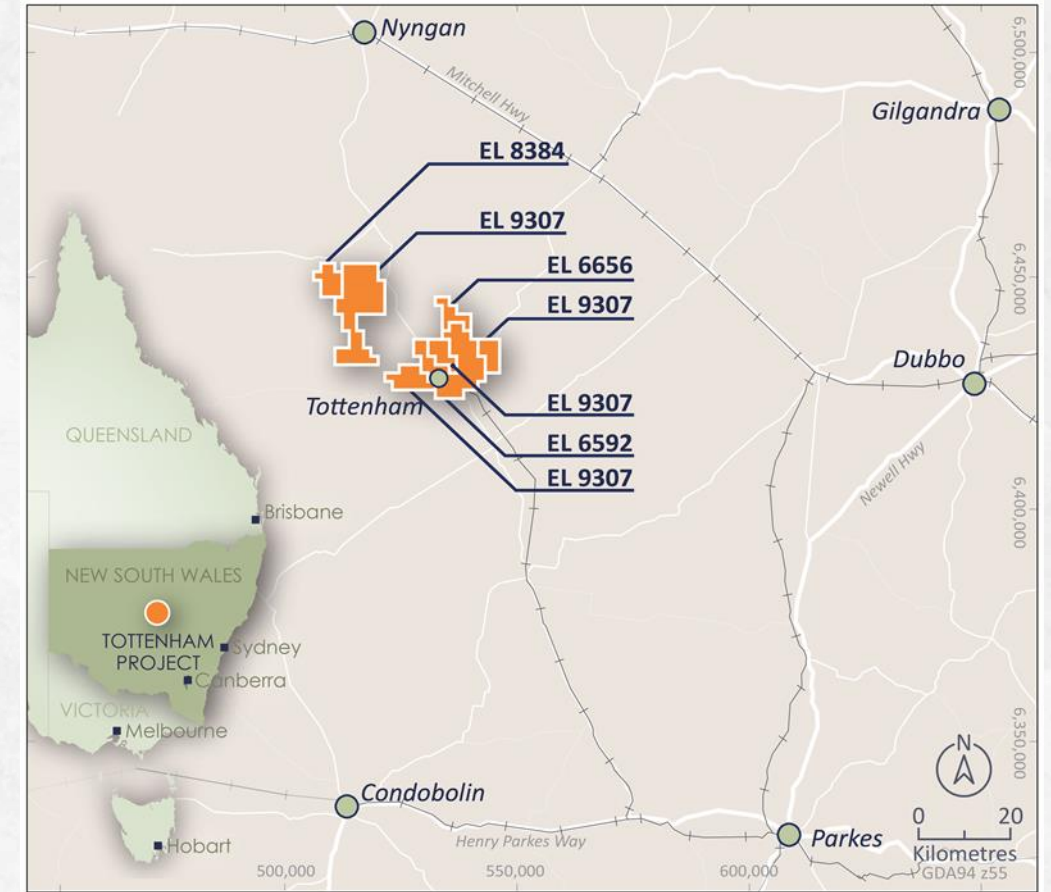 Nyngan
Mitchell Hwy
6,500,000
Gilgandra
EL 8384
EL 9307
EL 6656
6,450,000
EL 9307
Dubbo
Tottenham
EL 9307
EL 6592
EL 9307
Newell Hwy
6,400,000
QUEENSLAND
Brisbane
NEW SOUTH WALES
TOTTENHAM
PROJECT
Sydney
Canberra
VICTORIA
Melbourne
Hobart
6,350,000
N
Condobolin
Henry Parkes Way
Parkes
0 20
Kilometres
GDA94 z55
500,000
550,000
600,000